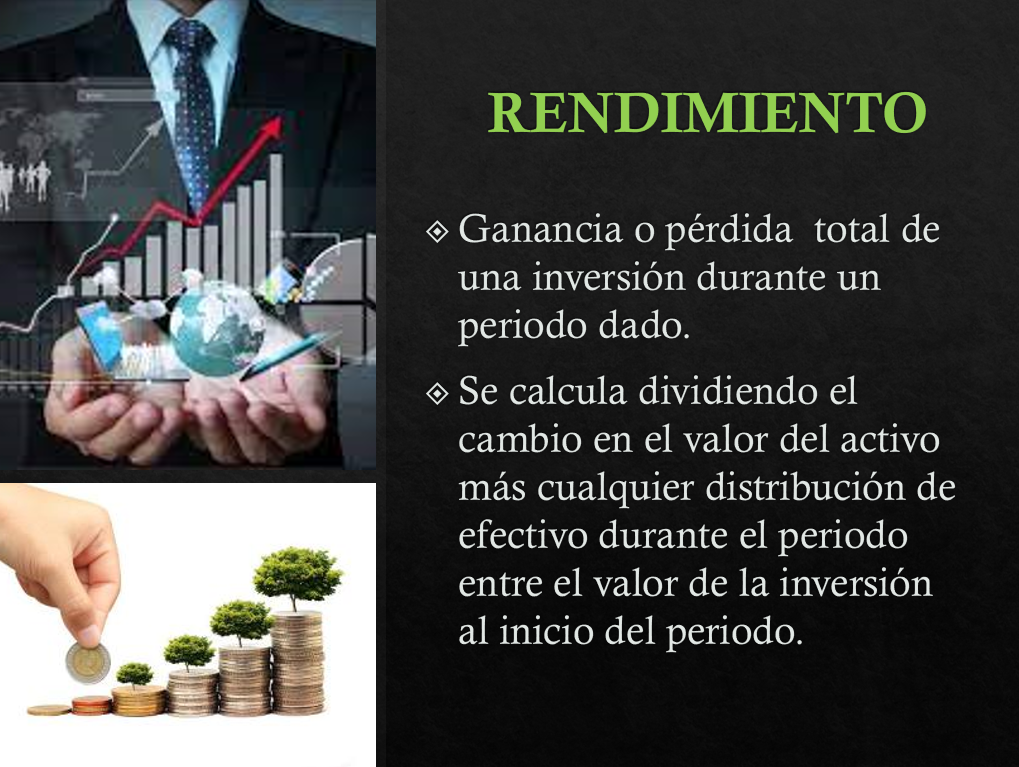 RENDIMIENTO
Ganancia o pérdida total de
una inversión durante un
periodo dado.
Se calcula dividiendo el
cambio en el valor del activo
más cualquier distribución de
efectivo durante el periodo
entre el valor de la inversión
al inicio del periodo.